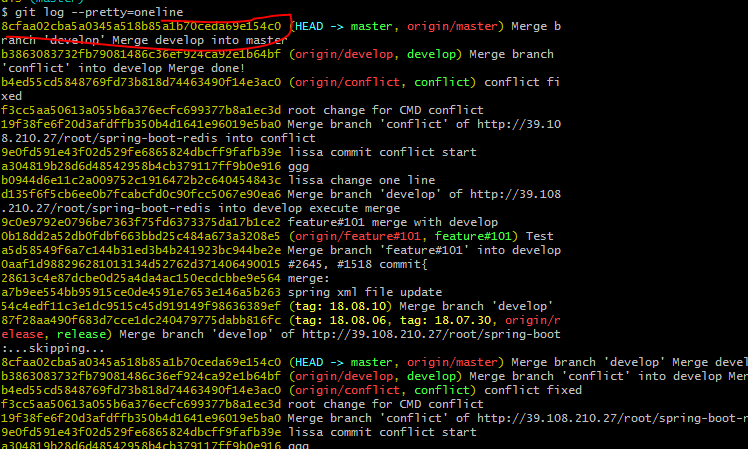 $ git log --pretty=oneline
8cfaa02cba5a0345a518b85a1b70ceda69e154c0 (HEAD -> master, origin/master) Merge b
ranch 'develop' Merge develop into master
b3863083732fb79081486c36ef924ca92e1b64bf (origin/develop, develop) Merge branch
'conflict' into develop Merge done!
b4ed55cd5848769fd73b818d74463490f14e3ac0 (origin/conflict, conflict) conflict fi
xed
f3cc5aa50613a055b6a376ecfc699377b8a1ec3d root change for CMD conflict
19f38fe6f20d3afdffb350b4d1641e96019e5ba0 Merge branch 'conflict' of http://39.10
8.210.27/root/spring-boot-redis into conflict
9e0fd591e43f02d529fe6865824dbcff9fafb39e lissa commit conflict start
a304819b28d6d48542958b4cb379117ff9b0e916 ggg
b0944d6e11c2a009752c1916472b2c640454843c lissa change one line
d135f6f5cb6ee0b7fcabcfd0c90fcc5067e90ea6 Merge branch 'develop' of http://39.108
.210.27/root/spring-boot-redis into develop execute merge
9c0e9792e0796be7363f75fd6373375da17b1ce2 feature#101 merge with develop
0b18dd2a52db0fdbf663bbd25c484a673a3208e5 (origin/feature#101, feature#101) Test
a5d58549f6a7c144b31ed3b4b241923bc944be2e Merge branch 'feature#101' into develop
0aaf1d988296281013134d52762d371406490015 #2645, #1518 commit{
28613c4e87dcbe0d25a4da4ac150ecdcbbe9e564 merge:
a7b9ee554bb95915ce0de4591e7653e146a5b263 spring xml file update
54c4edf11c3e1dc9515c45d919149f98636389ef (tag: 18.08.10) Merge branch 'develop'
87f28aa490f683d7cce1dc240479775dabb816fc (tag: 18.08.06, tag: 18.07.30, origin/r
elease, release) Merge branch 'develop' of http://39.108.210.27/root/spring-boot
:...skipping...
8cfaa02cba5a0345a518b85a1b70ceda69e154c0 (HEAD -> master, origin/master) Merge branch 'develop' Merge devel
b3863083732fb79081486c36ef924ca92e1b64bf (origin/develop, develop) Merge branch 'conflict' into develop Mer
b4ed55cd5848769fd73b818d74463490f14e3ac0 (origin/conflict, conflict) conflict fixed
f3cc5aa50613a055b6a376ecfc699377b8a1ec3d root change for CMD conflict
19f38fe6f20d3afdffb350b4d1641e96019e5ba0 Merge branch 'conflict' of http://39.108.210.27/root/spring-boot-r
9e0fd591e43f02d529fe6865824dbcff9fafb39e lissa commit conflict start
a304819b28d6d48542958b4cb379117ff9b0e916 ggg